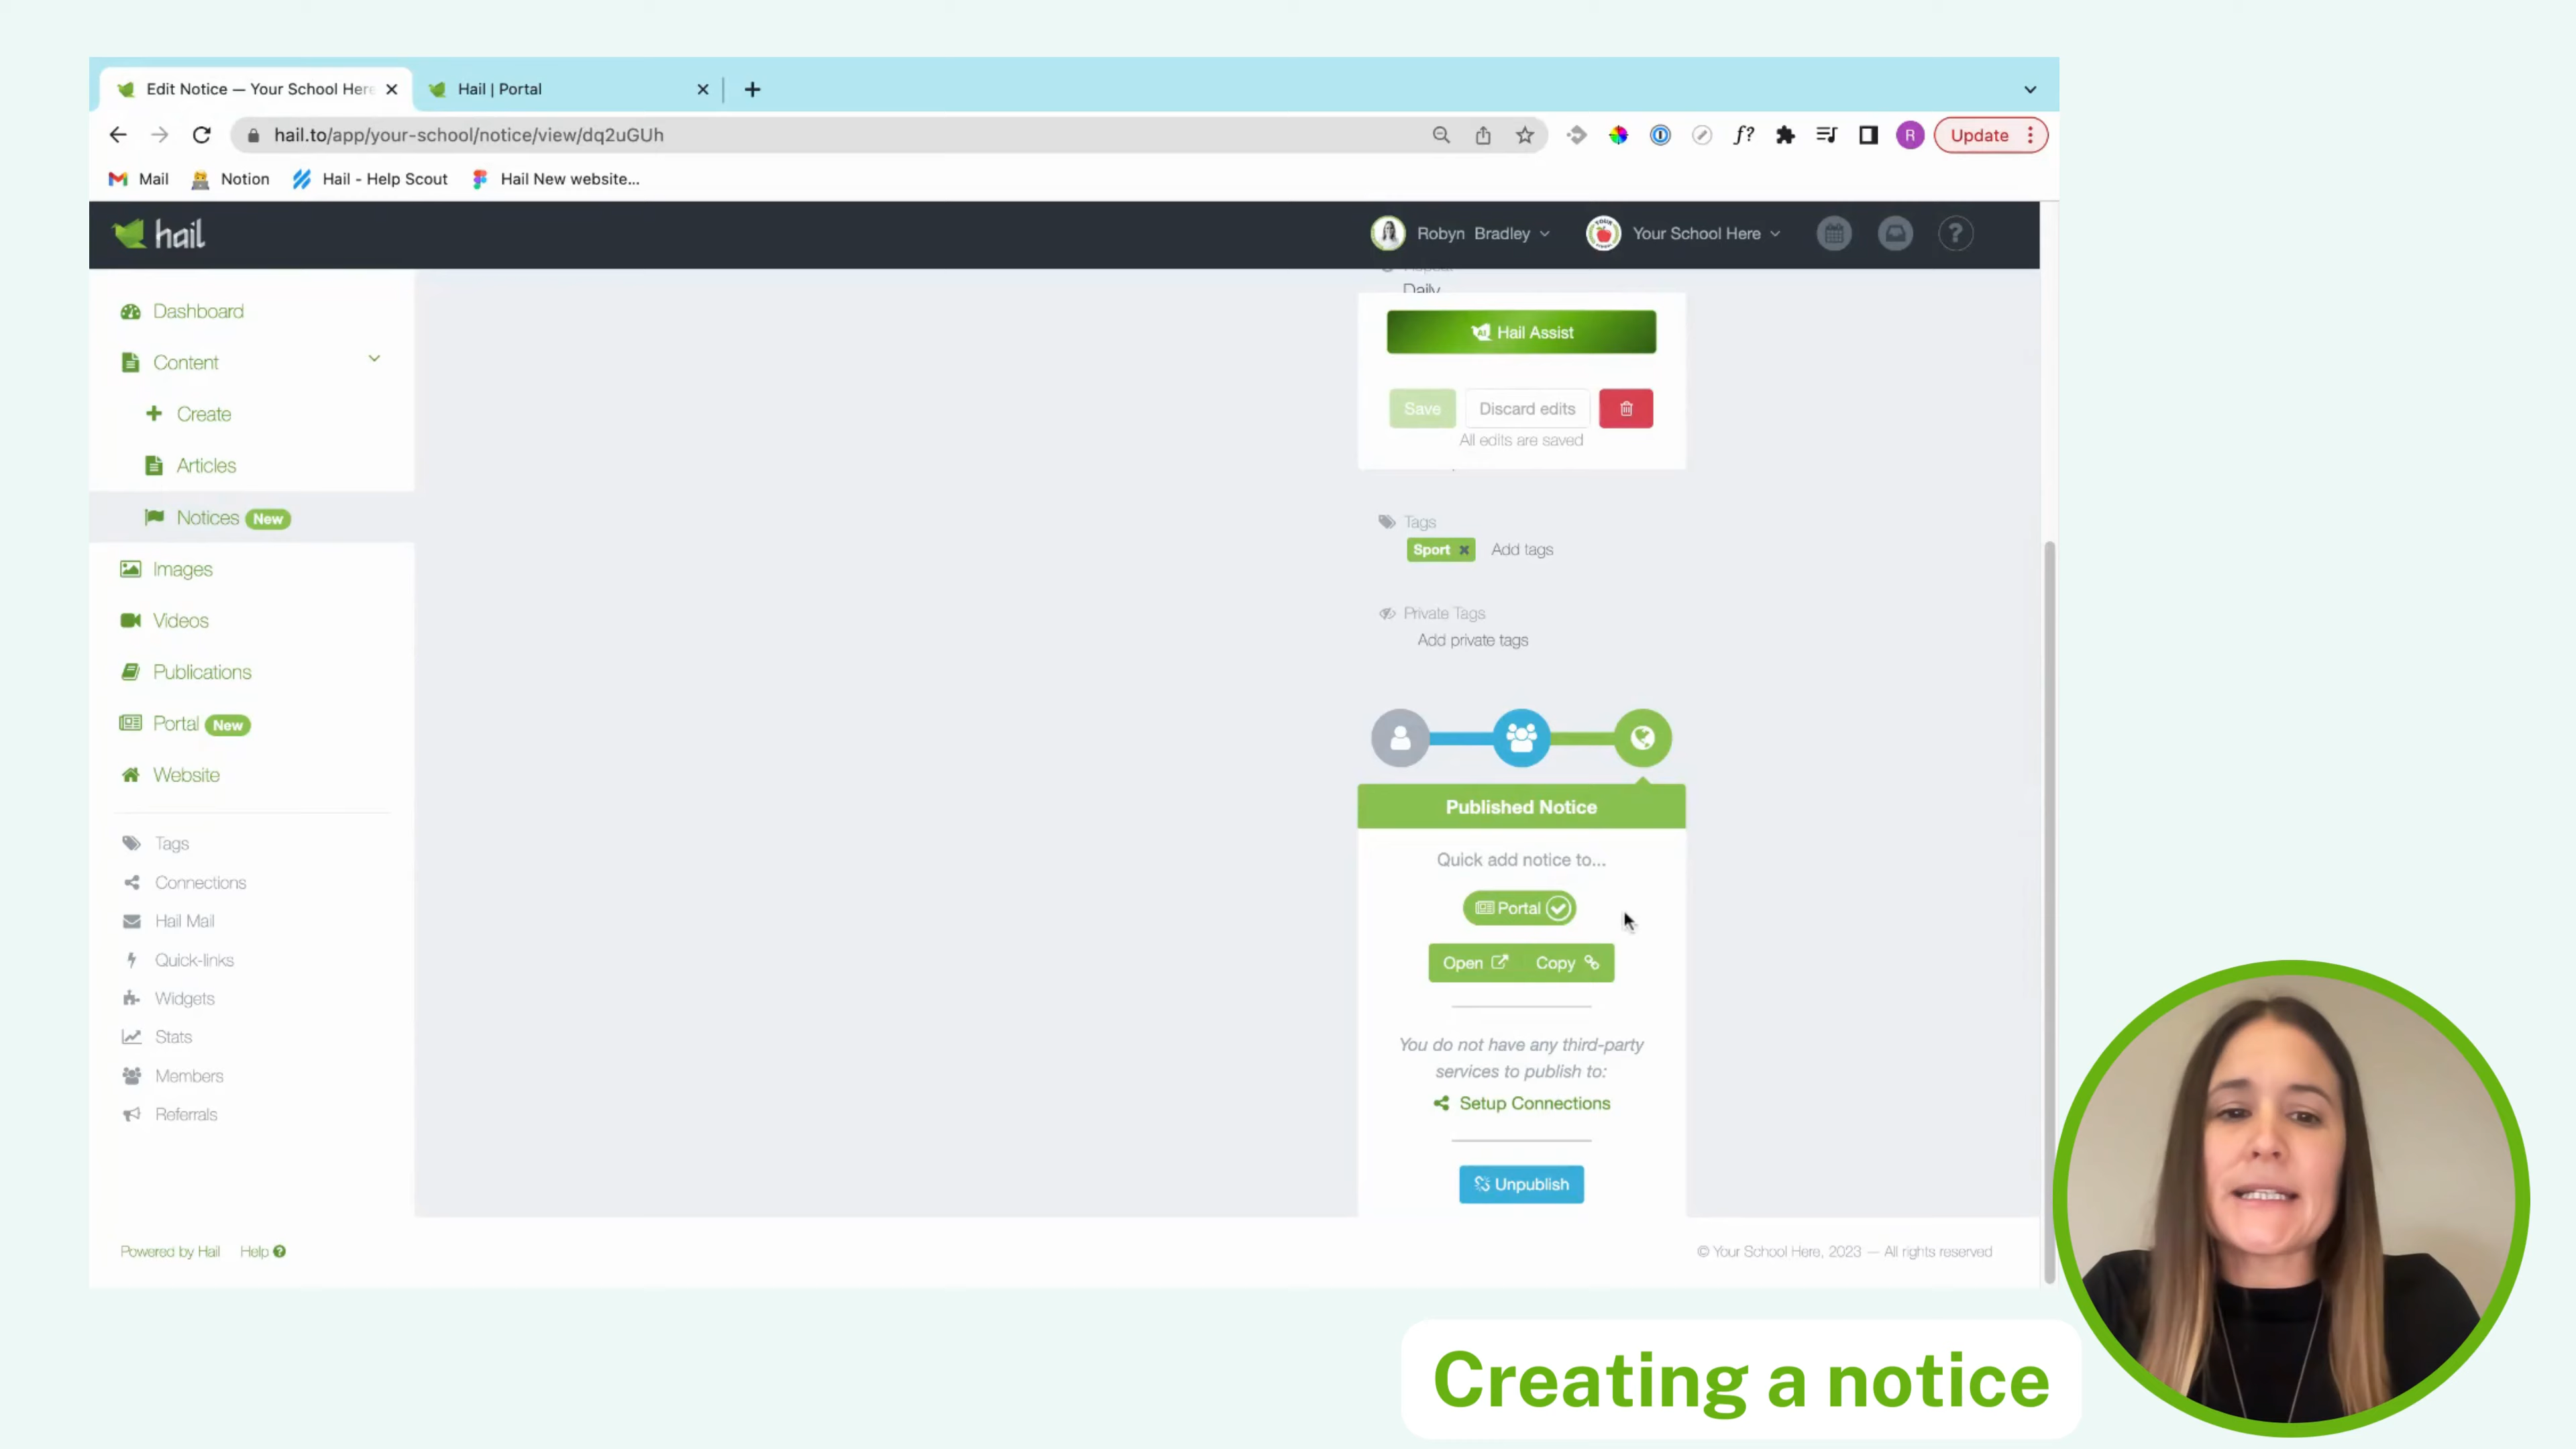 Edit Notice — Your School Here
Hail | Portal
hail.to/app/your-school/notice/view/dq2uGUh
f?
R
Update
Mail
Notion
Hail - Help Scout
Hail New website...
hail
Robyn Bradley
Your School Here
?
Dashboard
Content
Create
Articles
Notices New
Images
Videos
Publications
Portal New
Website
Tags
Connections
Hail Mail
Quick-links
Widgets
Stats
Members
Referrals
Daily
Hail Assist
Save
Discard edits
All edits are saved
Tags
Sport
Add tags
Private Tags
Add private tags
Published Notice
Quick add notice to...
Portal
Open
Copy
You do not have any third-party
services to publish to:
Setup Connections
Unpublish
Powered by Hail
Help
© Your School Here, 2023 — All rights reserved
Creating a notice